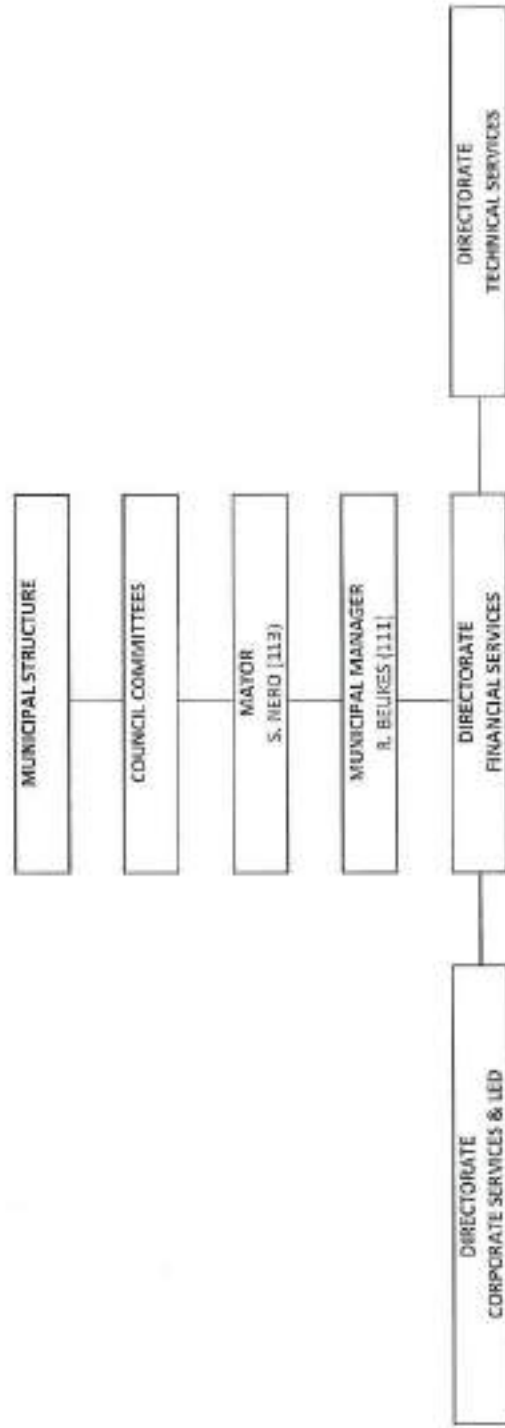 MUNICIPAL STRUCTURE
COUNCIL COMMITTEES
MAYOR
S. NERO (113)
MUNICIPAL MANAGER
R. BEUKES (111)
DIRECTORATE
CORPORATE SERVICES & LED
DIRECTORATE
FINANCIAL SERVICES
DIRECTORATE
TECHNICAL SERVICES